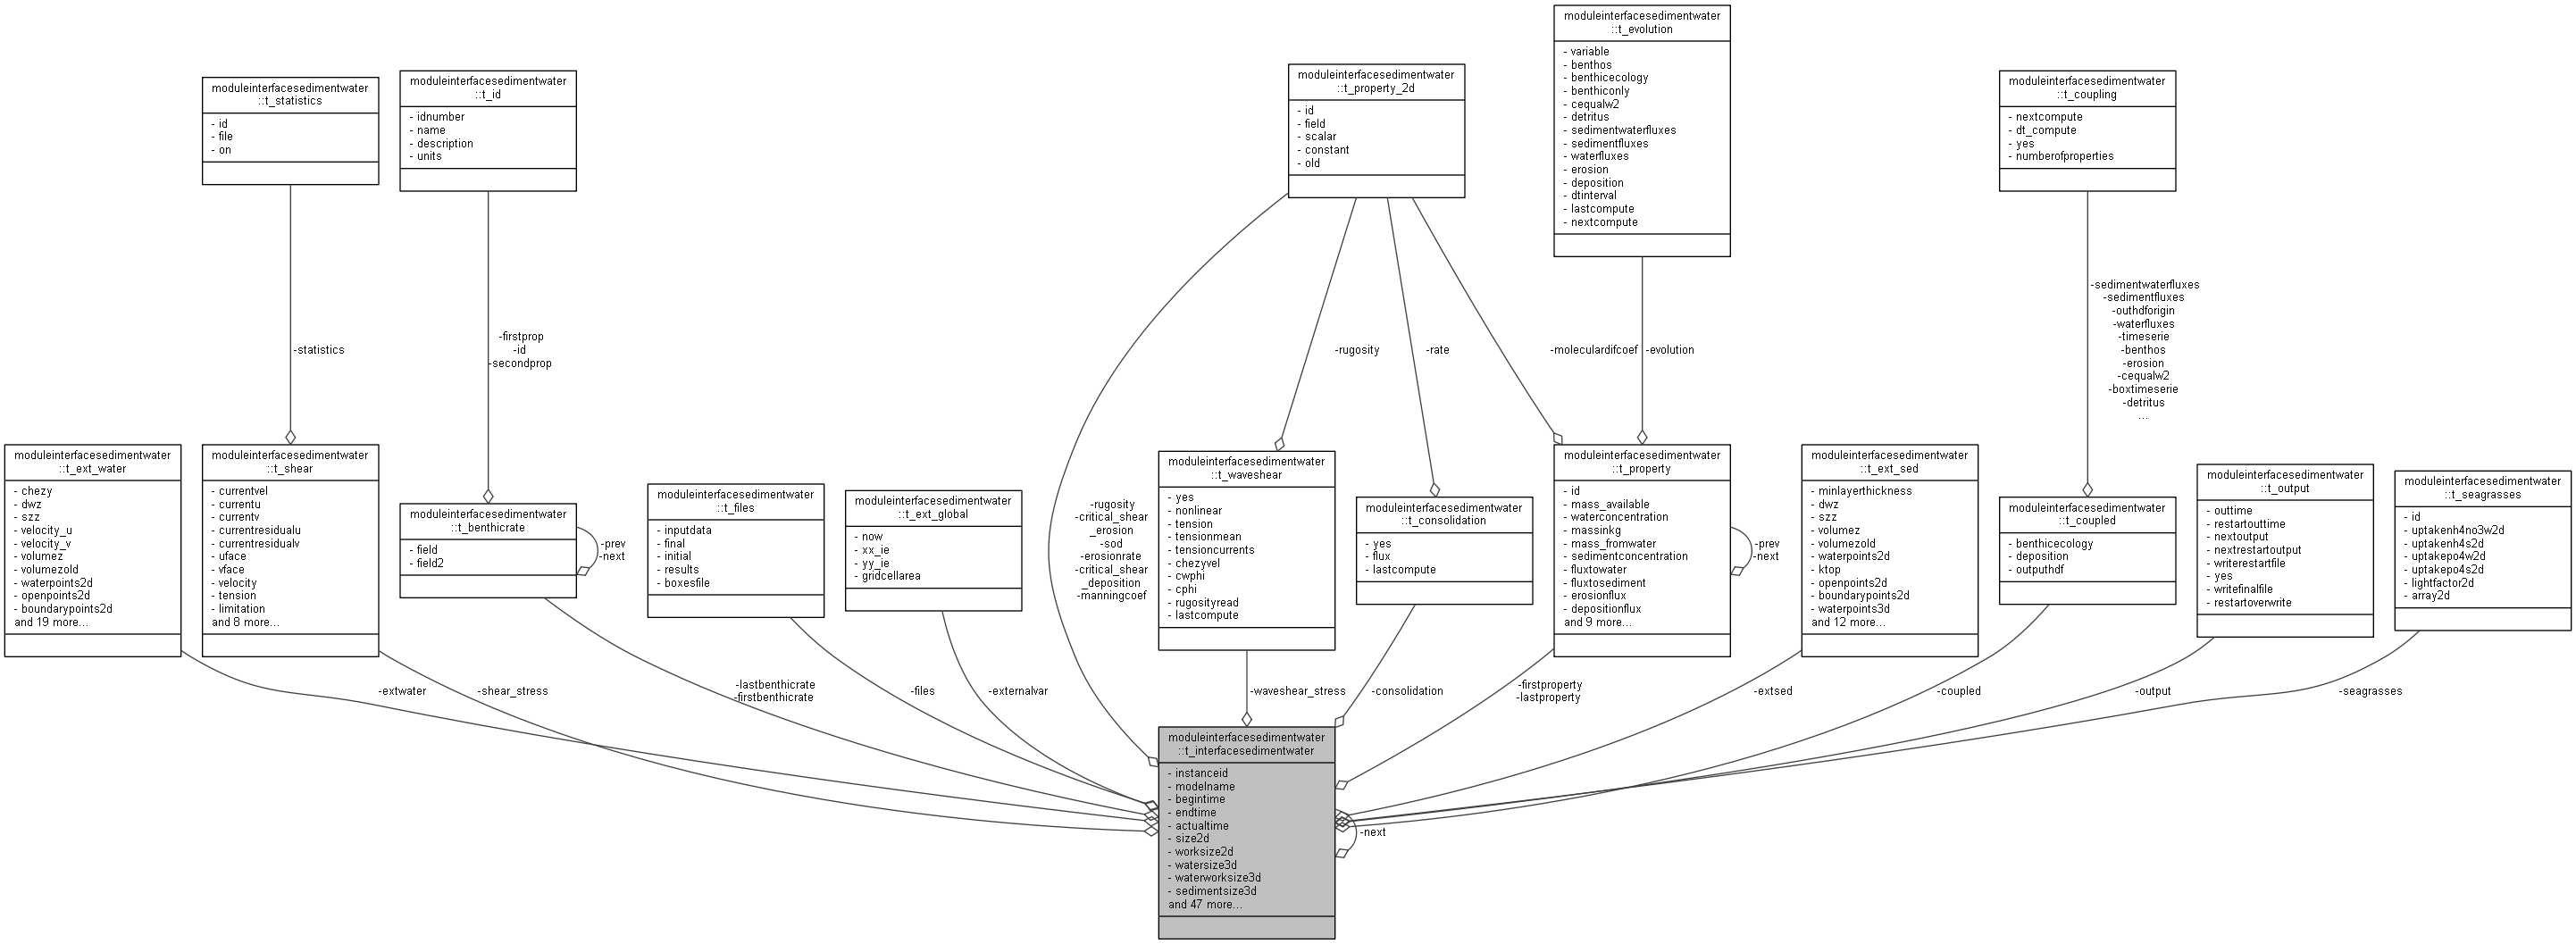 moduleinterfacesedimentwater
::t_evolution
- variable
- benthos
- benthicecology
- benthiconly
- cequalw2
- detritus
- sedimentwaterfluxes
- sedimentfluxes
- waterfluxes
- erosion
- deposition
- dtinterval
- lastcompute
- nextcompute
moduleinterfacesedimentwater
::t_statistics
- id
- file
- on
moduleinterfacesedimentwater
::t_id
- idnumber
- name
- description
- units
moduleinterfacesedimentwater
::t_property_2d
- id
- field
- scalar
- constant
- old
moduleinterfacesedimentwater
::t_coupling
- nextcompute
- dt_compute
- yes
- numberofproperties
-statistics
-firstprop
-id
-secondprop
-rugosity
-rate
-moleculardifcoef
-evolution
-sedimentwaterfluxes
-sedimentfluxes
-outhdforigin
-waterfluxes
-timeserie
-benthos
-erosion
-cequalw2
-boxtimeserie
-detritus
...
moduleinterfacesedimentwater
::t_ext_water
- chezy
- dwz
- szz
- velocity_u
- velocity_v
- volumez
- volumezold
- waterpoints2d
- openpoints2d
- boundarypoints2d
and 19 more...
moduleinterfacesedimentwater
::t_shear
- currentvel
- currentu
- currentv
- currentresidualu
- currentresidualv
- uface
- vface
- velocity
- tension
- limitation
and 8 more...
moduleinterfacesedimentwater
::t_benthicrate
- field
- field2
-prev
-next
moduleinterfacesedimentwater
::t_files
- inputdata
- final
- initial
- results
- boxesfile
moduleinterfacesedimentwater
::t_ext_global
- now
- xx_ie
- yy_ie
- gridcellarea
-rugosity
-critical_shear
_erosion
-sod
-erosionrate
-critical_shear
_deposition
-manningcoef
moduleinterfacesedimentwater
::t_waveshear
- yes
- nonlinear
- tension
- tensionmean
- tensioncurrents
- chezyvel
- cwphi
- cphi
- rugosityread
- lastcompute
moduleinterfacesedimentwater
::t_consolidation
- yes
- flux
- lastcompute
moduleinterfacesedimentwater
::t_property
- id
- mass_available
- waterconcentration
- massinkg
- mass_fromwater
- sedimentconcentration
- fluxtowater
- fluxtosediment
- erosionflux
- depositionflux
and 9 more...
-prev
-next
moduleinterfacesedimentwater
::t_ext_sed
- minlayerthickness
- dwz
- szz
- volumez
- volumezold
- waterpoints2d
- ktop
- openpoints2d
- boundarypoints2d
- waterpoints3d
and 12 more...
moduleinterfacesedimentwater
::t_coupled
- benthicecology
- deposition
- outputhdf
moduleinterfacesedimentwater
::t_output
- outtime
- restartouttime
- nextoutput
- nextrestartoutput
- writerestartfile
- yes
- writefinalfile
- restartoverwrite
moduleinterfacesedimentwater
::t_seagrasses
- id
- uptakenh4no3w2d
- uptakenh4s2d
- uptakepo4w2d
- uptakepo4s2d
- lightfactor2d
- array2d
-extwater
-shear_stress
-lastbenthicrate
-firstbenthicrate
-files
-externalvar
-waveshear_stress
-consolidation
-firstproperty
-lastproperty
-extsed
-coupled
-output
-seagrasses
moduleinterfacesedimentwater
::t_interfacesedimentwater
- instanceid
- modelname
- begintime
- endtime
- actualtime
- size2d
- worksize2d
- watersize3d
- waterworksize3d
- sedimentsize3d
and 47 more...
-next